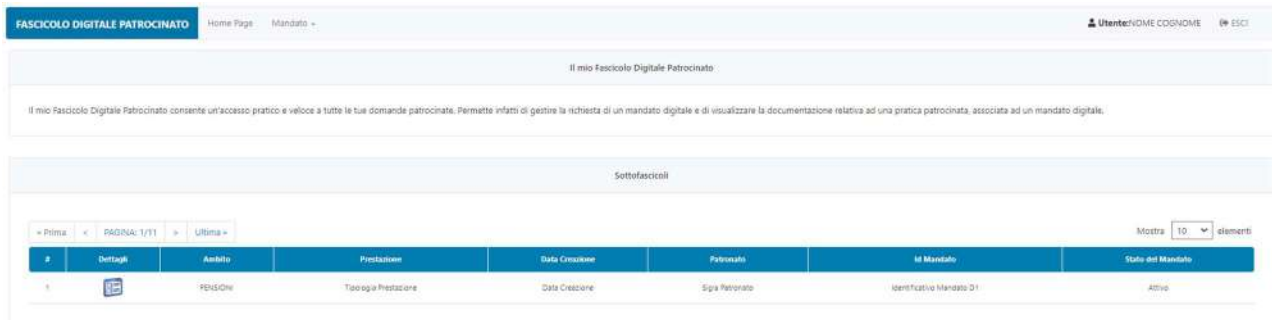 FASCICOLO DIGITALE PATROCINATO Home Page Mandato Utente:NOME COGNOME ESCI
Il mio Fascicolo Digitale Patrocinato
Il mio Fascicolo Digitale Patrocinato consente un'accesso pratico e veloce a tutte le tue domande patrocinate. Permette infatti di gestire la richiesta di un mandato digitale e di visualizzare la documentazione relativa ad una pratica patrocinata, associata ad un mandato digitale.
Sottofascicoli
« Prima < PAGINA: 1/11 > Ultima » Mostra 10 elementi
# Dettagli Ambito Prestazione Data Creazione Patronato Id Mandato Stato del Mandato
1 PENSIONI Tipologia Prestazione Data Creazione Sigla Patronato Identificativo Mandato D1 Attivo